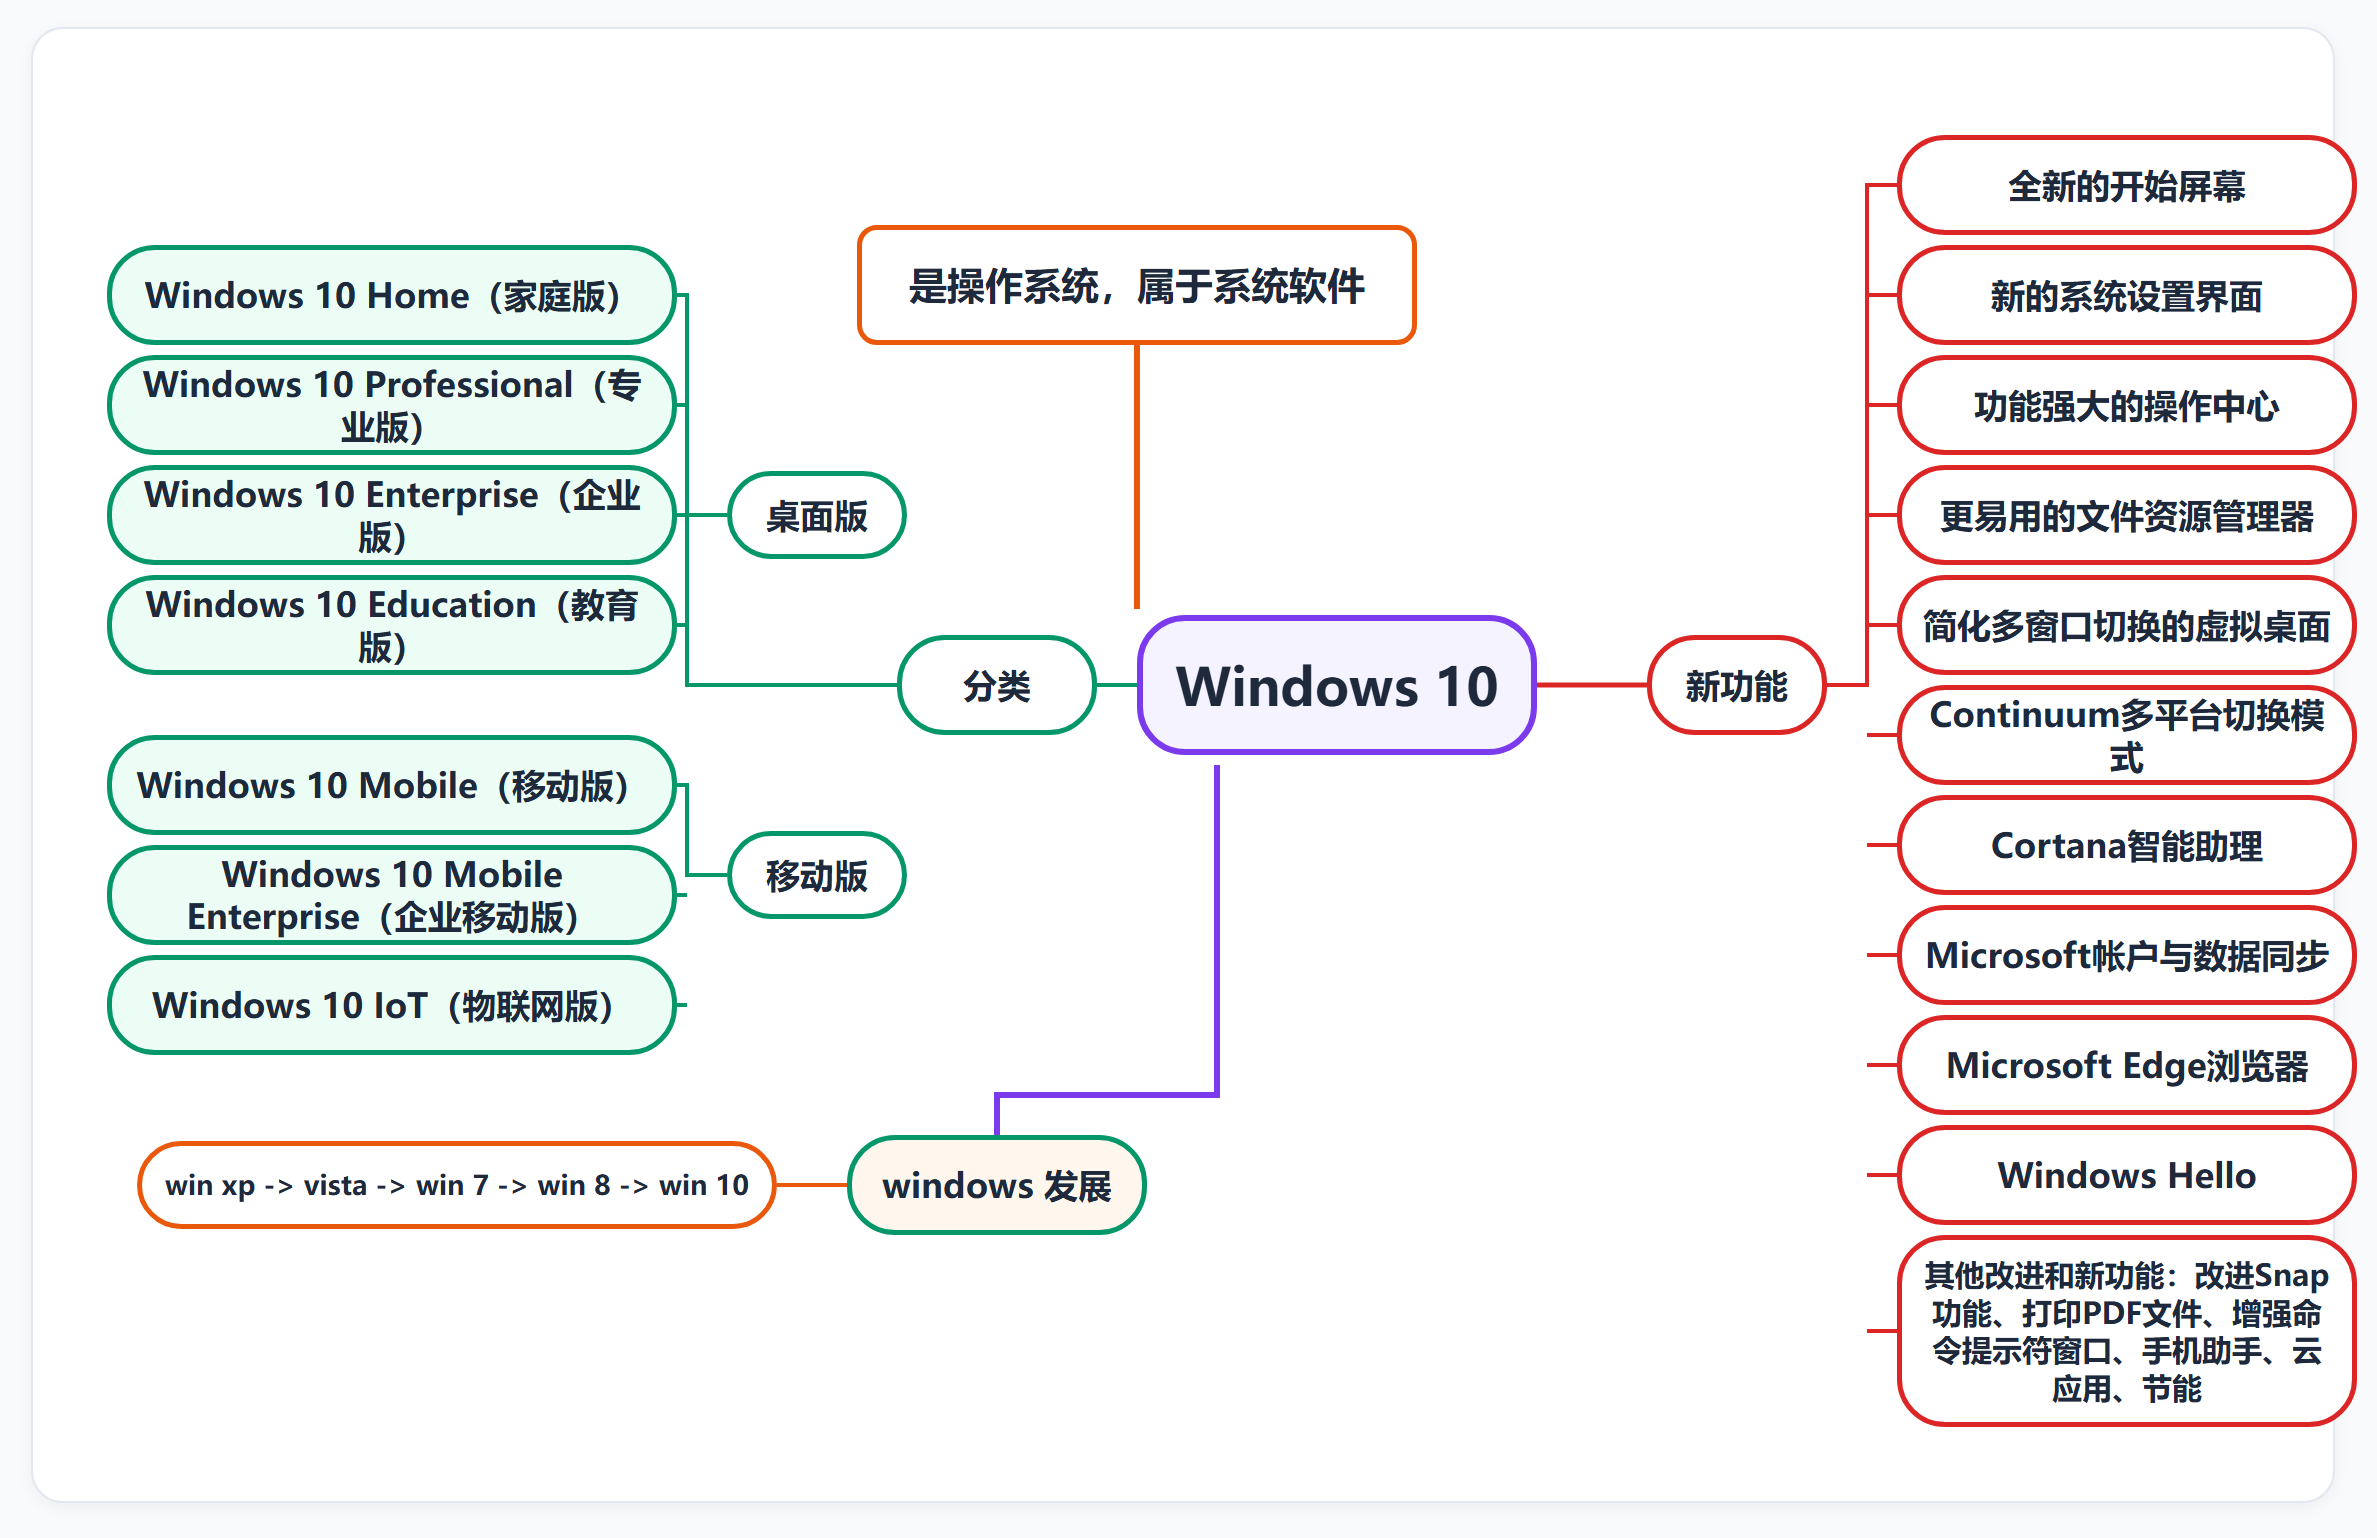 是操作系统，属于系统软件
Windows 10
分类
桌面版
Windows 10 Home（家庭版）
Windows 10 Professional（专
业版）
Windows 10 Enterprise（企业
版）
Windows 10 Education（教育
版）
移动版
Windows 10 Mobile（移动版）
Windows 10 Mobile
Enterprise（企业移动版）
Windows 10 IoT（物联网版）
windows 发展
win xp -> vista -> win 7 -> win 8 -> win 10
新功能
全新的开始屏幕
新的系统设置界面
功能强大的操作中心
更易用的文件资源管理器
简化多窗口切换的虚拟桌面
Continuum多平台切换模
式
Cortana智能助理
Microsoft帐户与数据同步
Microsoft Edge浏览器
Windows Hello
其他改进和新功能：改进Snap
功能、打印PDF文件、增强命
令提示符窗口、手机助手、云
应用、节能